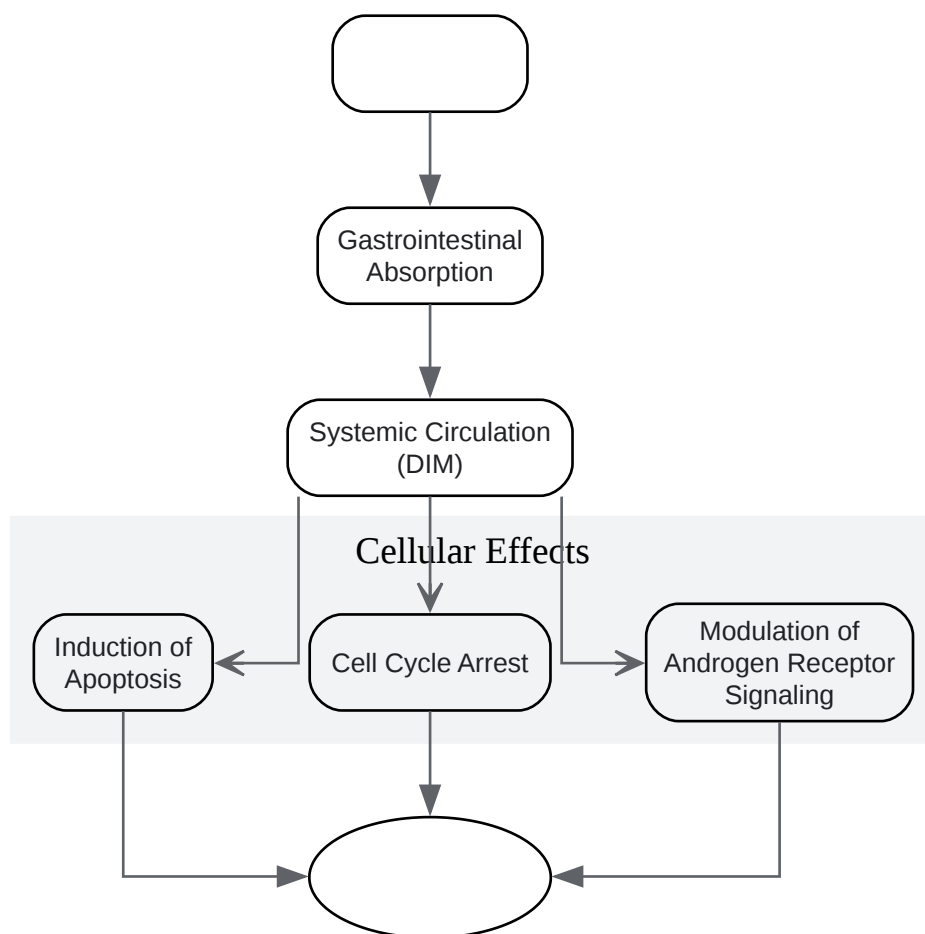 Gastrointestinal
Absorption
Systemic Circulation
(DIM)
Cellular Effects
Induction of
Apoptosis
Cell Cycle Arrest
Modulation of
Androgen Receptor
Signaling